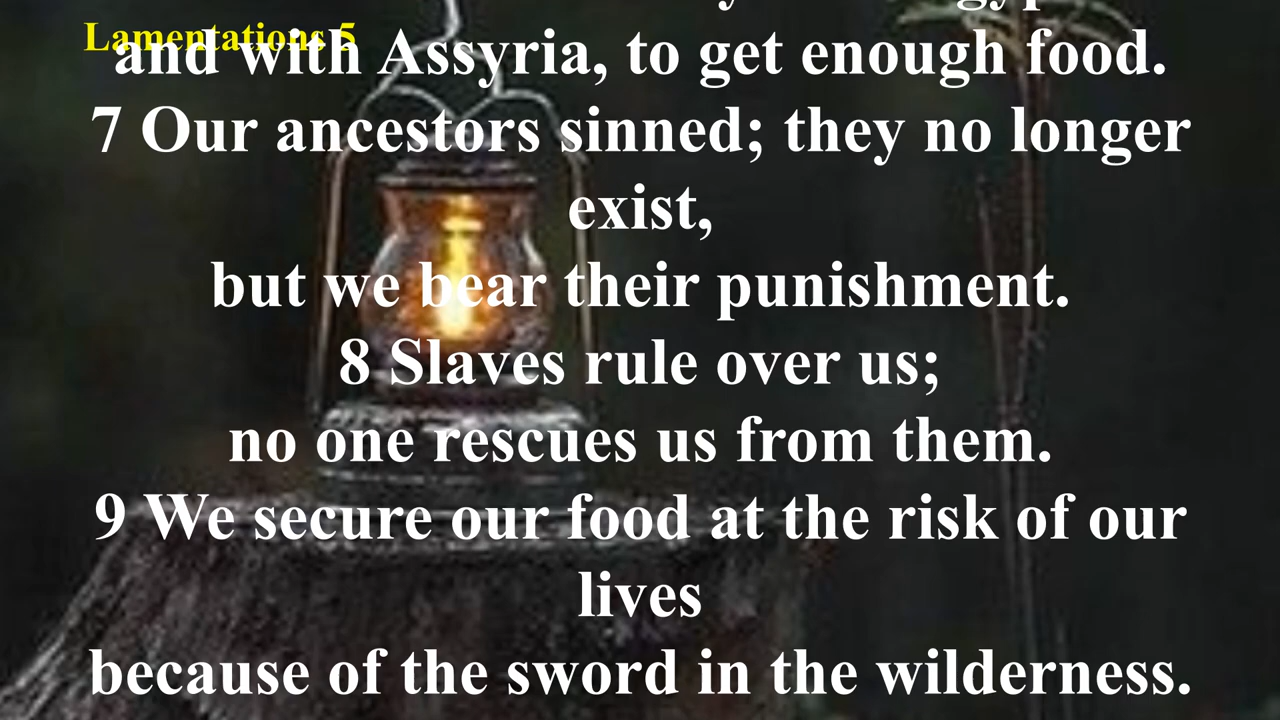 Lamentations 5
and with Assyria, to get enough food.
7 Our ancestors sinned; they no longer
exist,
but we bear their punishment.
8 Slaves rule over us;
no one rescues us from them.
9 We secure our food at the risk of our
lives
because of the sword in the wilderness.